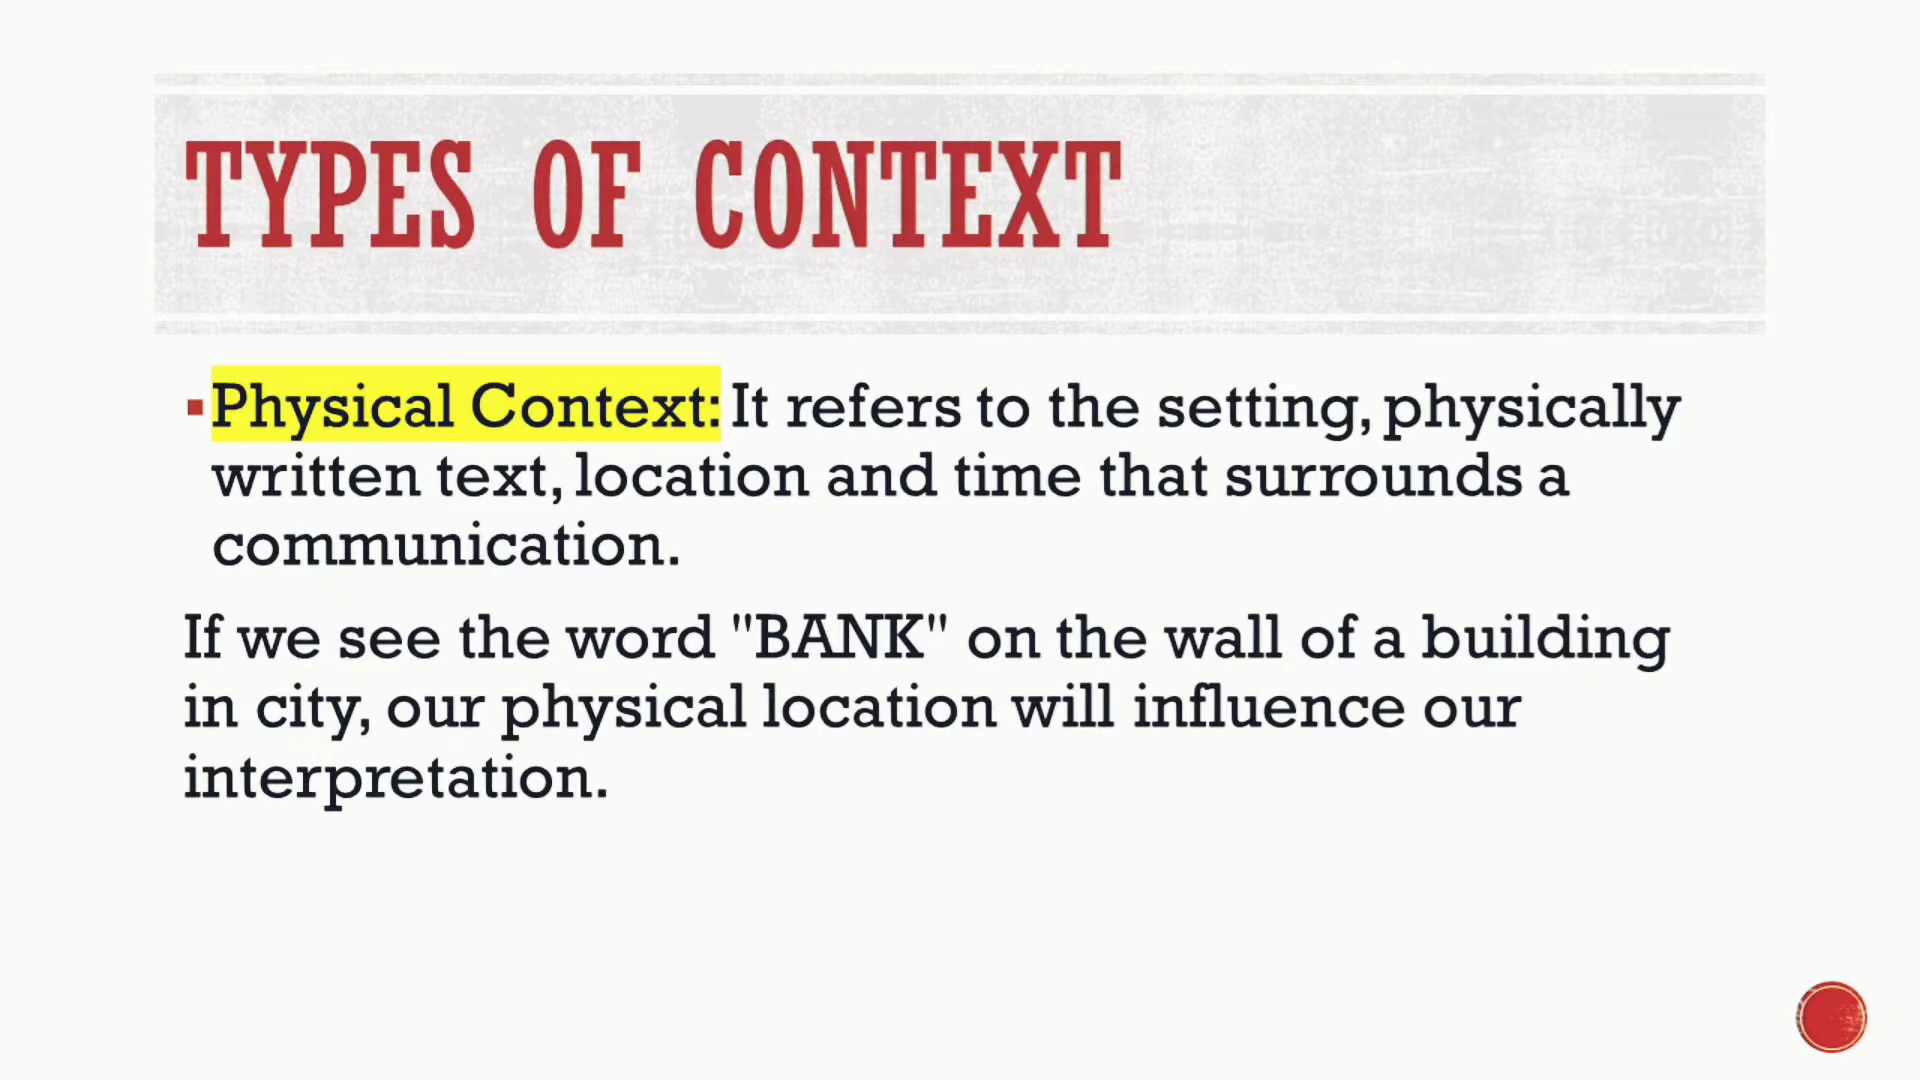 TYPES OF CONTEXT
▪Physical Context: It refers to the setting, physically
written text, location and time that surrounds a
communication.
If we see the word "BANK" on the wall of a building
in city, our physical location will influence our
interpretation.